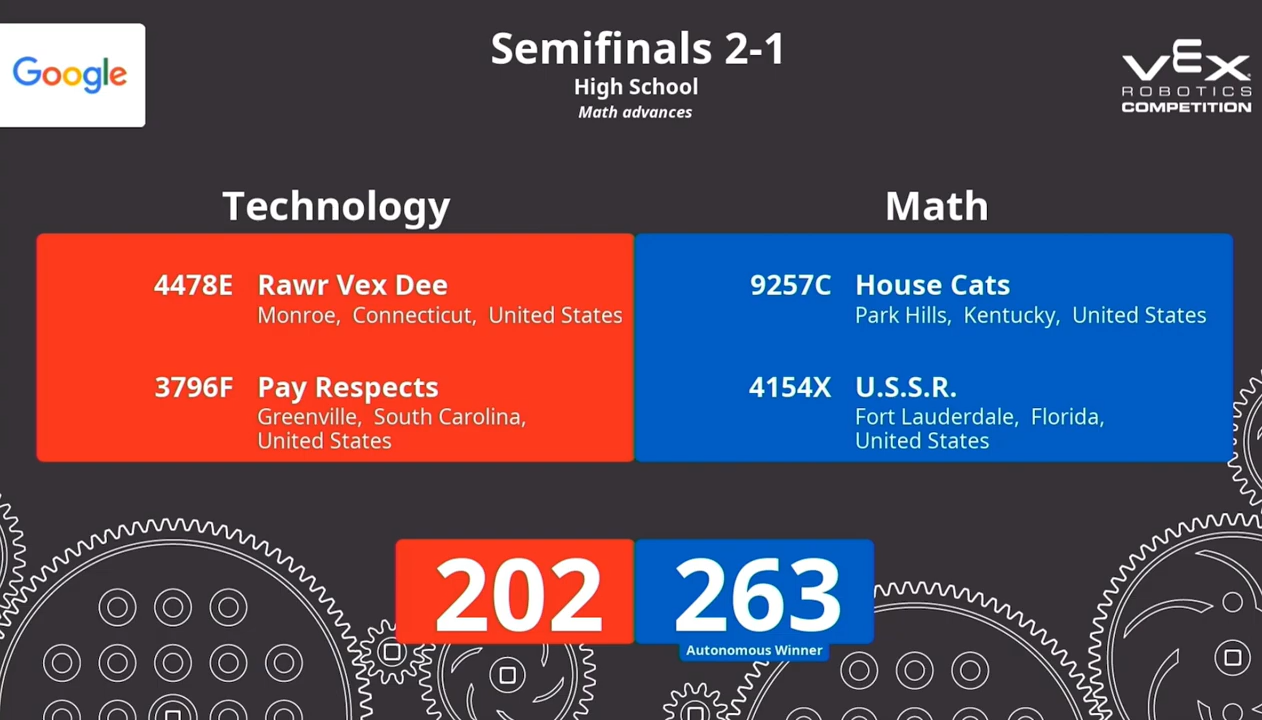 Google
Semifinals 2-1
High School
Math advances
VEX
ROBOTICS
COMPETITION
Technology
4478E Rawr Vex Dee
Monroe, Connecticut, United States
3796F Pay Respects
Greenville, South Carolina,
United States
Math
9257C House Cats
Park Hills, Kentucky, United States
4154X U.S.S.R.
Fort Lauderdale, Florida,
United States
202
263
Autonomous Winner